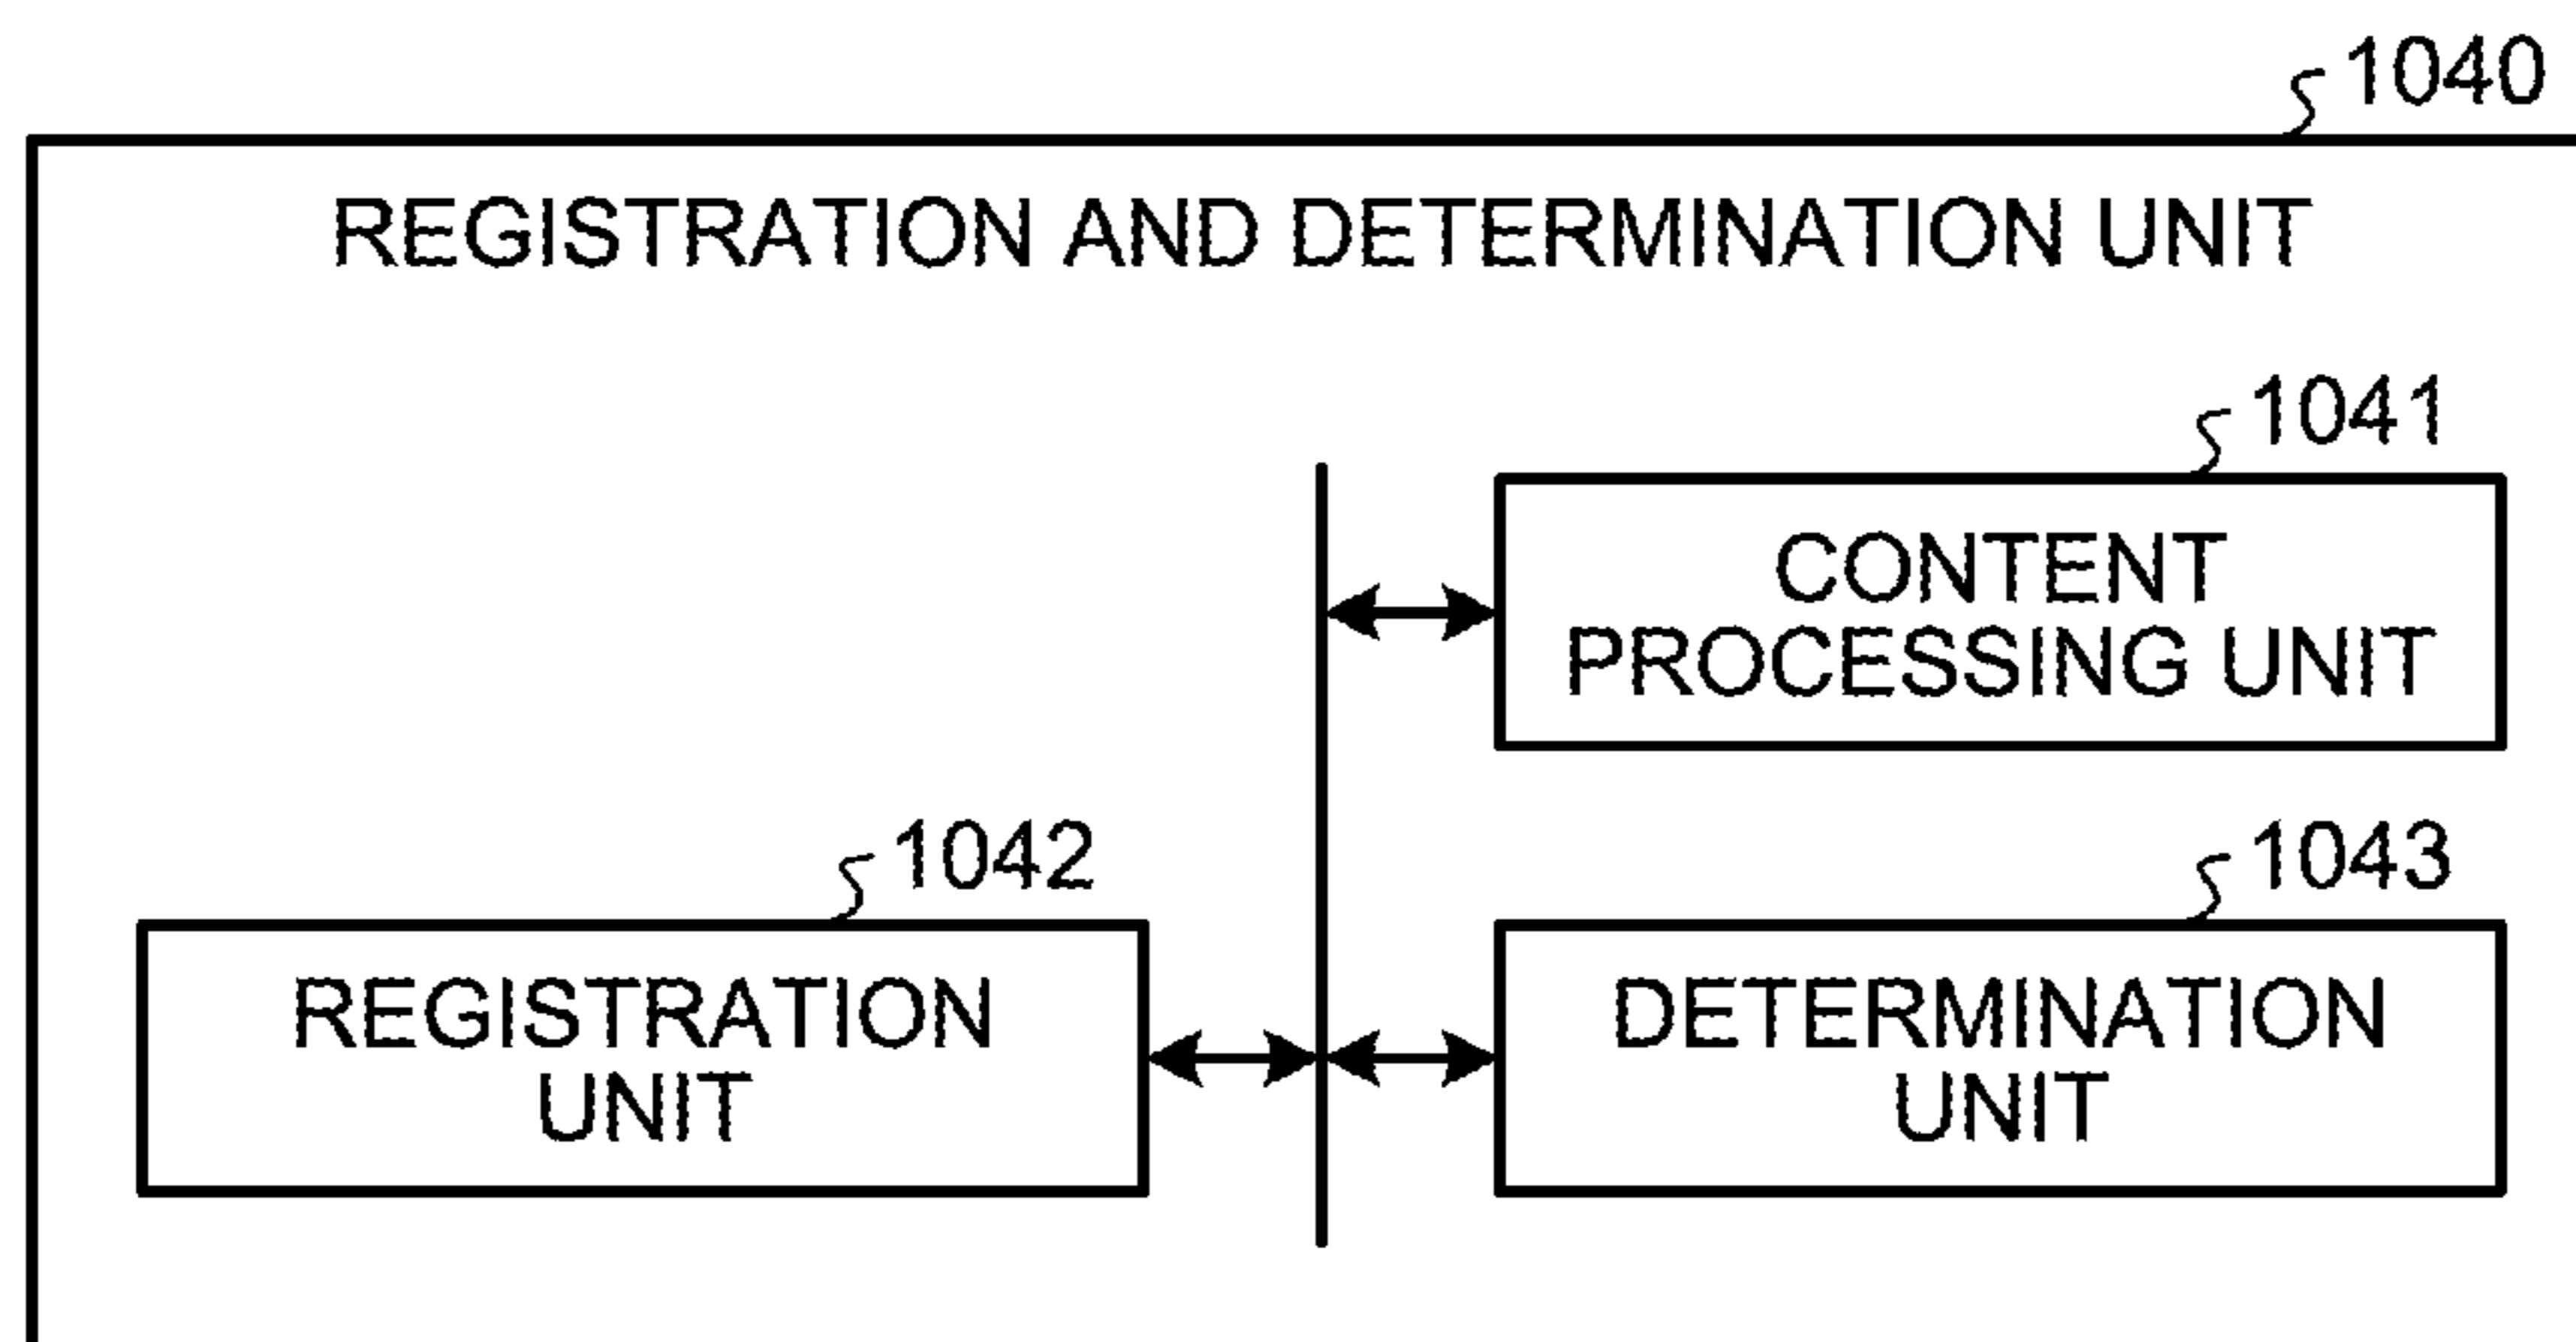 1040
REGISTRATION AND DETERMINATION UNIT
1041
CONTENT
PROCESSING UNIT
1042
REGISTRATION
UNIT
1043
DETERMINATION
UNIT